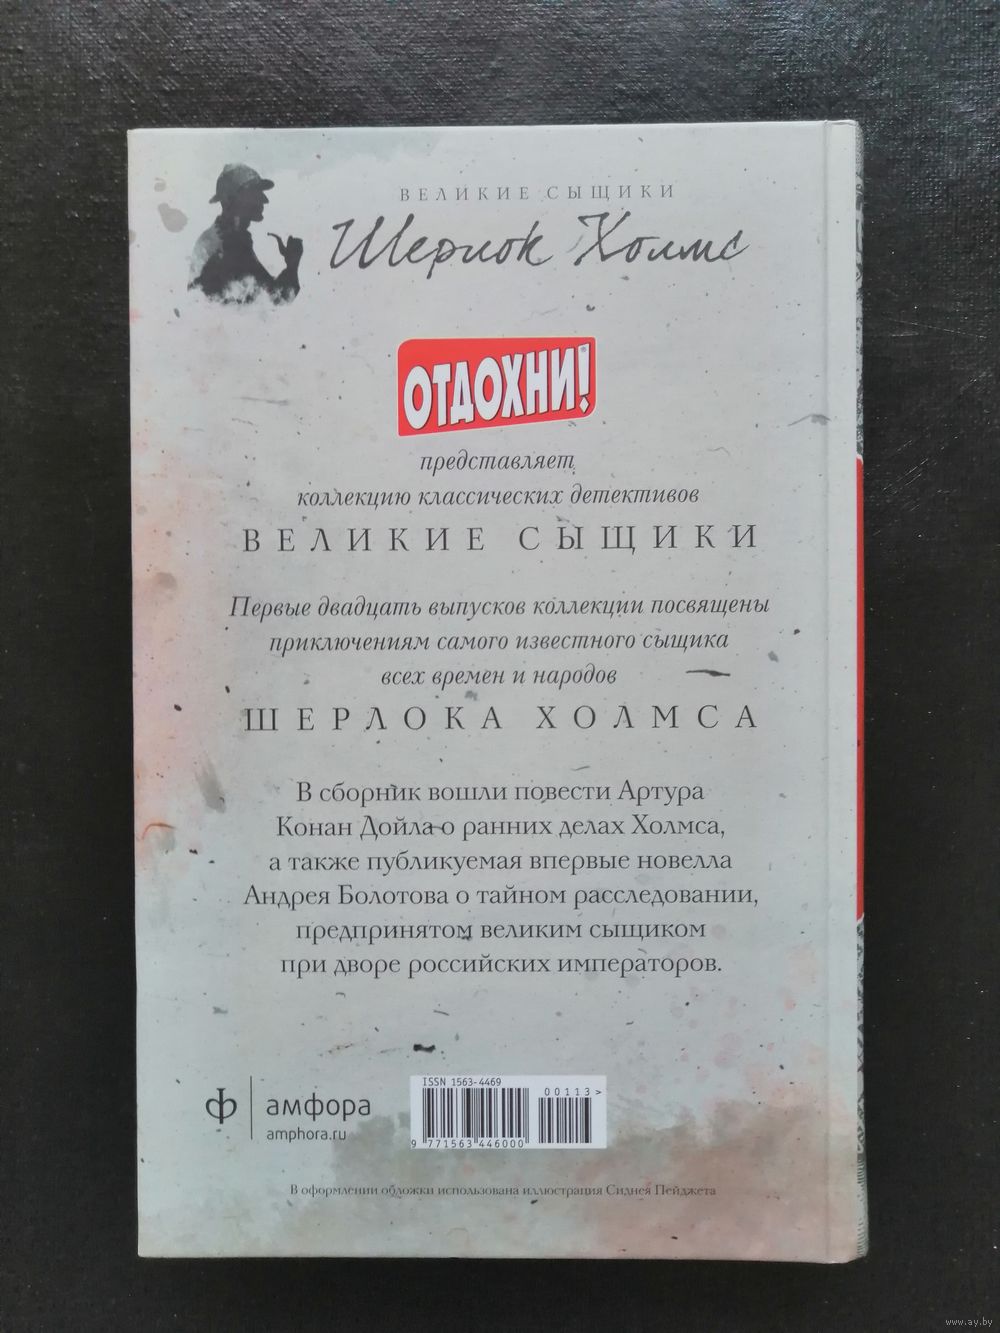 ВЕЛИКИЕ СЫЩИКИ
Шерлок Холмс
ОТДОХНИ!
представляет
коллекцию классических детективов
ВЕЛИКИЕ СЫЩИКИ
Первые двадцать выпусков коллекции посвящены
приключениям самого известного сыщика
всех времен и народов
ШЕРЛОКА ХОЛМСА
В сборник вошли повести Артура
Конан Дойла о ранних делах Холмса,
а также публикуемая впервые новелла
Андрея Болотова о тайном расследовании,
предпринятом великим сыщиком
при дворе российских императоров.
ф амфора
amphora.ru
ISSN 1563-4469
00113>
9 771563 446000
В оформлении обложки использована иллюстрация Сиднея Пейджета
www.ay.by